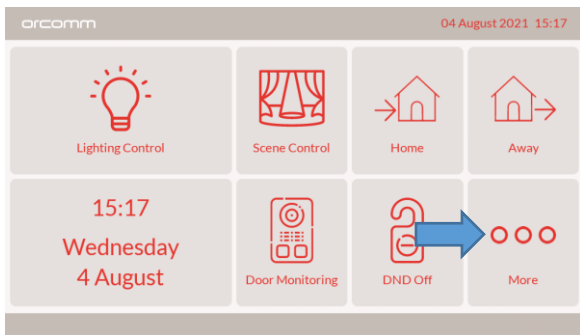 orcomm
04 August 2021 15:17
Lighting Control
Scene Control
Home
Away
15:17
Wednesday
4 August
Door Monitoring
DND Off
More